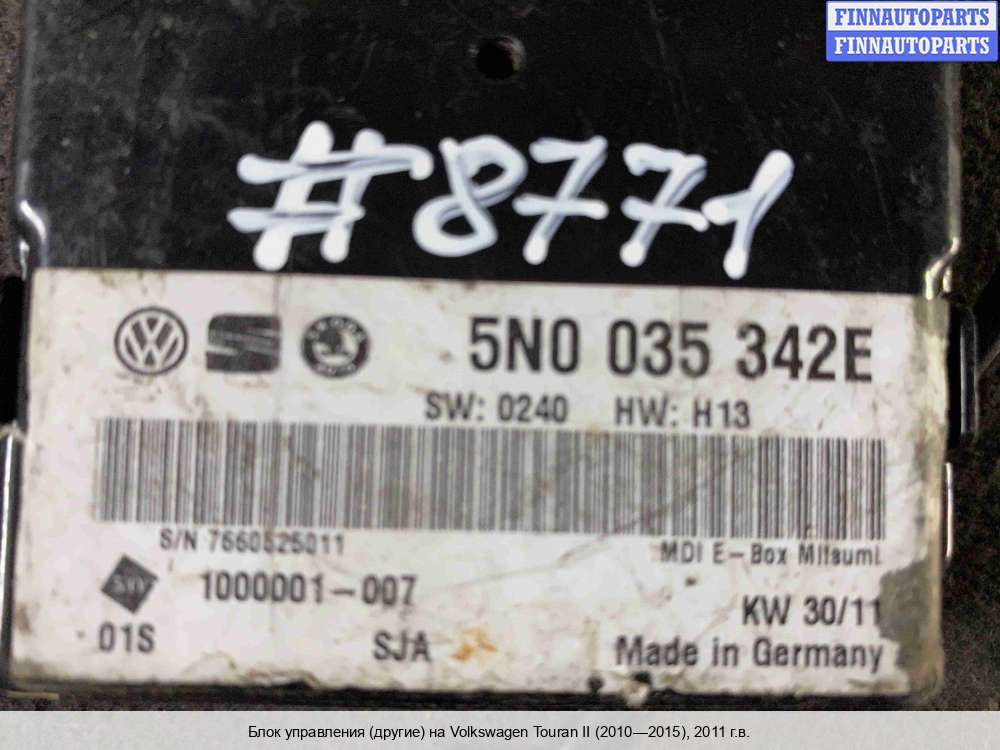 FINNAUTOPARTS
FINNAUTOPARTS
#8771
5N0 035 342E
SW: 0240 HW: H13
S/N 7660525011
MDI E-Box Mitsumi
1000001-007
KW 30/11
01S SJA Made in Germany
Блок управления (другие) на Volkswagen Touran II (2010—2015), 2011 г.в.